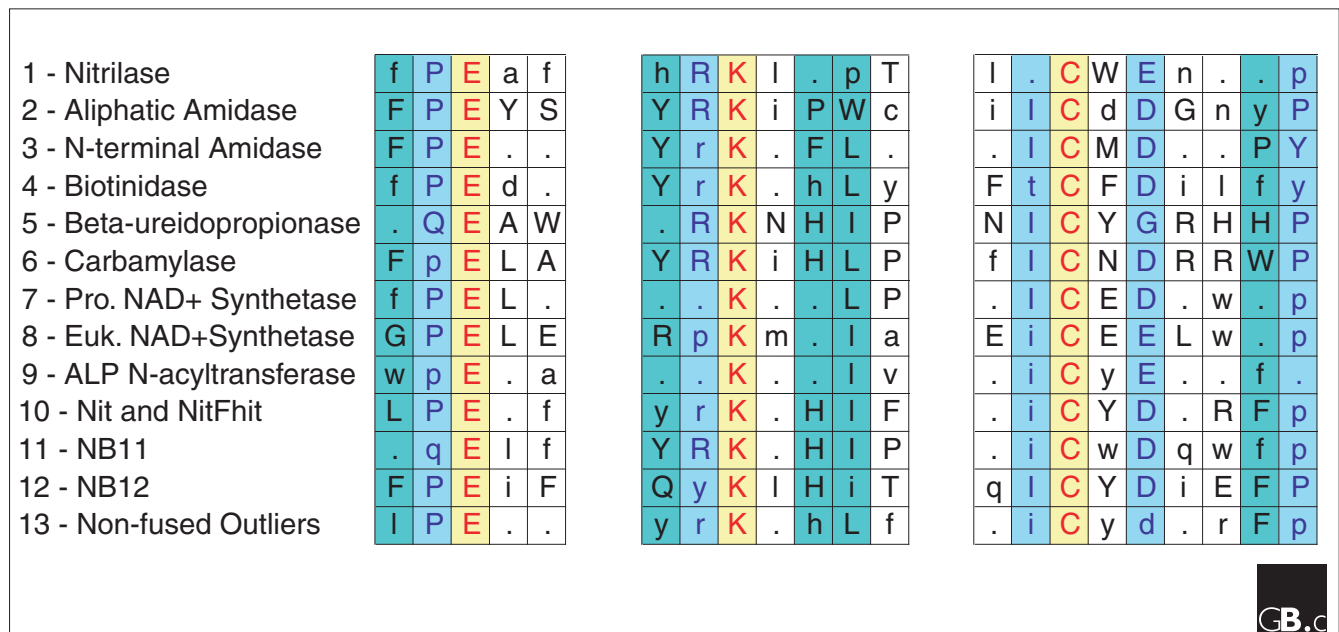 1 - Nitrilase f P E a f h R K l . p T l . C W E n . . p
2 - Aliphatic Amidase F P E Y S Y R K i P W c i I C d D G n y P
3 - N-terminal Amidase F P E . . Y r K . F L . . I C M D . . P Y
4 - Biotinidase f P E d . Y r K . h L y F t C F D i l f y
5 - Beta-ureidopropionase . Q E A W . R K N H I P N I C Y G R H H P
6 - Carbamylase F p E L A Y R K i H L P f I C N D R R W P
7 - Pro. NAD+ Synthetase f P E L . . . K . . L P . I C E D . w . p
8 - Euk. NAD+Synthetase G P E L E R p K m . l a E i C E E L w . p
9 - ALP N-acyltransferase w p E . a . . K . . l v . i C y E . . f .
10 - Nit and NitFhit L P E . f y r K . H I F . i C Y D . R F p
11 - NB11 . q E l f Y R K . H I P . i C w D q w f p
12 - NB12 F P E i F Q y K l H i T q I C Y D i E F P
13 - Non-fused Outliers l P E . . y r K . h L f . i C y d . r F p
GB.c